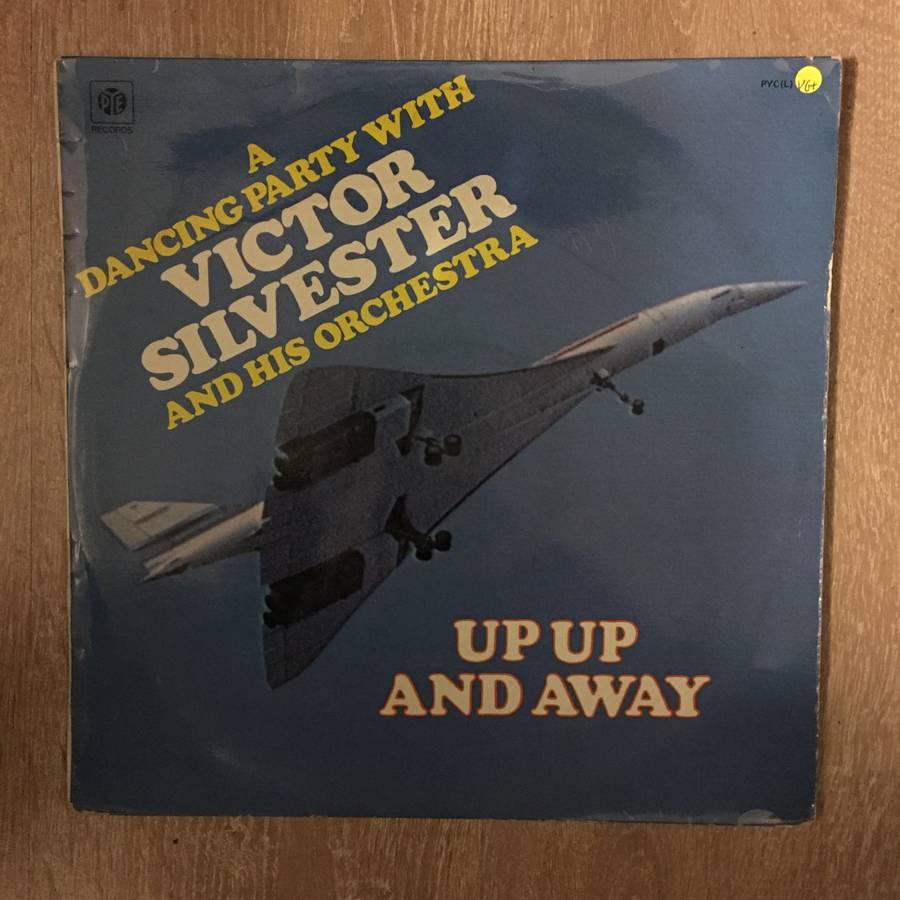 PYE
RECORDS
PYC(L)
VG+
A
DANCING PARTY WITH
VICTOR
SILVESTER
AND HIS ORCHESTRA
UP UP
AND AWAY